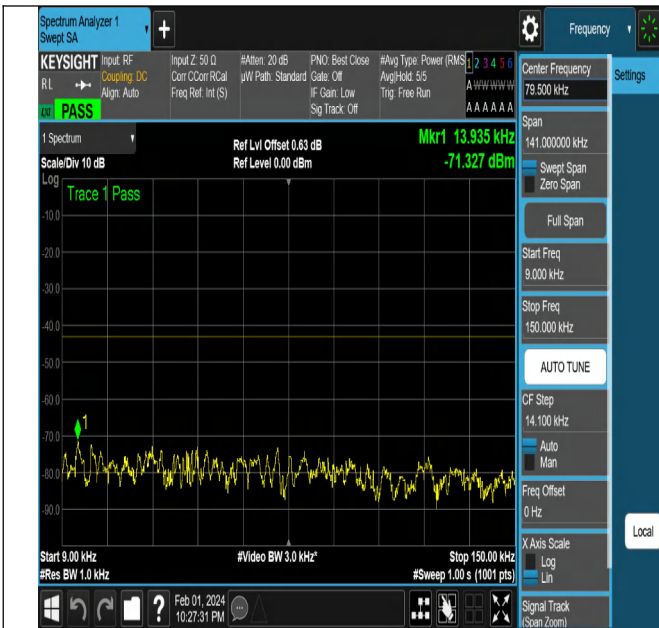 Spectrum Analyzer 1
Swept SA
+
Frequency
KEYSIGHT
RL
LXI
PASS
Input: RF
Coupling: DC
Align: Auto
Input Z: 50 Ω
Corr CCorr RCal
Freq Ref: Int (S)
#Atten: 20 dB
µW Path: Standard
PNO: Best Close
Gate: Off
IF Gain: Low
Sig Track: Off
#Avg Type: Power (RMS
Avg|Hold: 5/5
Trig: Free Run
1 2 3 4 5 6
A W W W W W
A A A A A A
1 Spectrum
Scale/Div 10 dB
Ref Lvl Offset 0.63 dB
Ref Level 0.00 dBm
Mkr1 13.935 kHz
-71.327 dBm
Log
Trace 1 Pass
-10.0
-20.0
-30.0
-40.0
-50.0
-60.0
-70.0
-80.0
-90.0
1
Start 9.00 kHz
#Res BW 1.0 kHz
#Video BW 3.0 kHz*
Stop 150.00 kHz
#Sweep 1.00 s (1001 pts)
?
Feb 01, 2024
10:27:31 PM
Center Frequency
79.500 kHz
Span
141.000000 kHz
Swept Span
Zero Span
Full Span
Start Freq
9.000 kHz
Stop Freq
150.000 kHz
AUTO TUNE
CF Step
14.100 kHz
Auto
Man
Freq Offset
0 Hz
X Axis Scale
Log
Lin
Signal Track
(Span Zoom)
Settings
Local